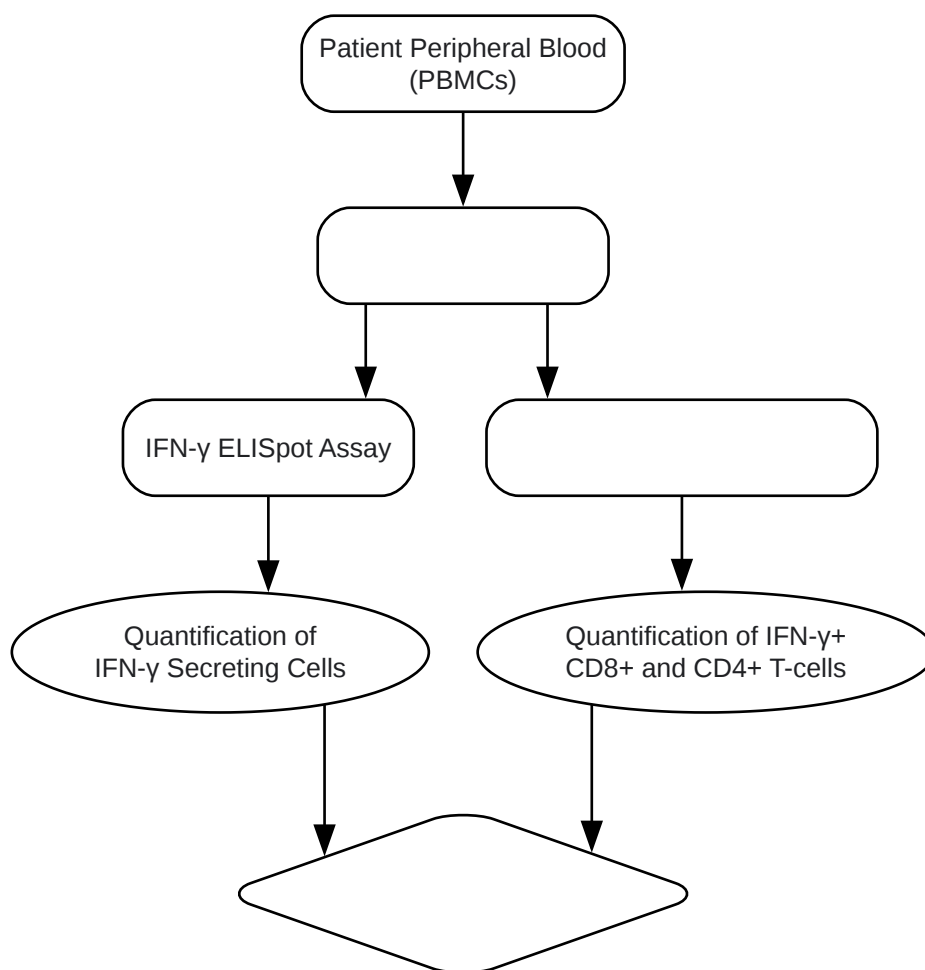 Patient Peripheral Blood
(PBMCs)
IFN-γ ELISpot Assay
Quantification of
IFN-γ Secreting Cells
Quantification of IFN-γ+
CD8+ and CD4+ T-cells